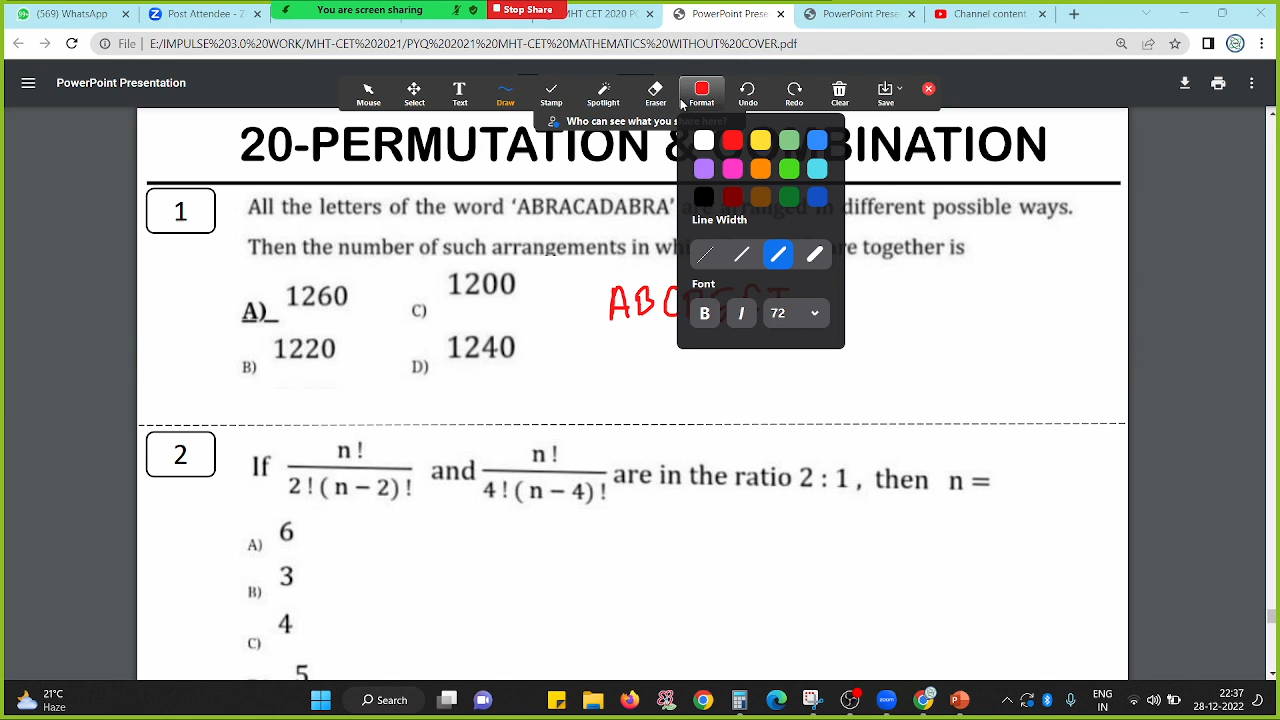 (569) WhatsApp
Post Attendee - Z
You are screen sharing
Stop Share
MHT CET 2020 PC
PowerPoint Prese
PowerPoint Prese
Channel content
File | E:/IMPULSE%203.0%20WORK/MHT-CET%202021/PYQ%202021%20MHT-CET%20MATHEMATICS%20WITHOUT%20COVER.pdf
PowerPoint Presentation
Mouse Select Text Draw Stamp Spotlight Eraser Format Undo Redo Clear Save
Who can see what you share here?
20-PERMUTATION & COMBINATION
1
All the letters of the word 'ABRACADABRA' different possible ways.
Then the number of such arrangements in together is
Line Width
Font
B I 72
A) 1260
C) 1200
ABC
B) 1220
D) 1240
2
If n! / 2!(n − 2)! and n! / 4!(n − 4)! are in the ratio 2 : 1, then n =
A) 6
B) 3
C) 4
5
21°C
Haze
Search
zoom
ENG
IN
22:37
28-12-2022